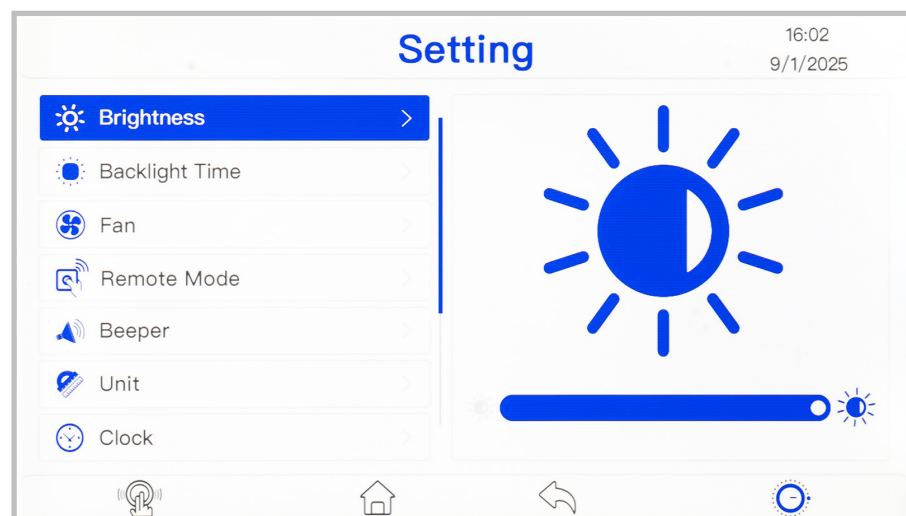 Setting
16:02
9/1/2025
Brightness
Backlight Time
Fan
Remote Mode
Beeper
Unit
Clock